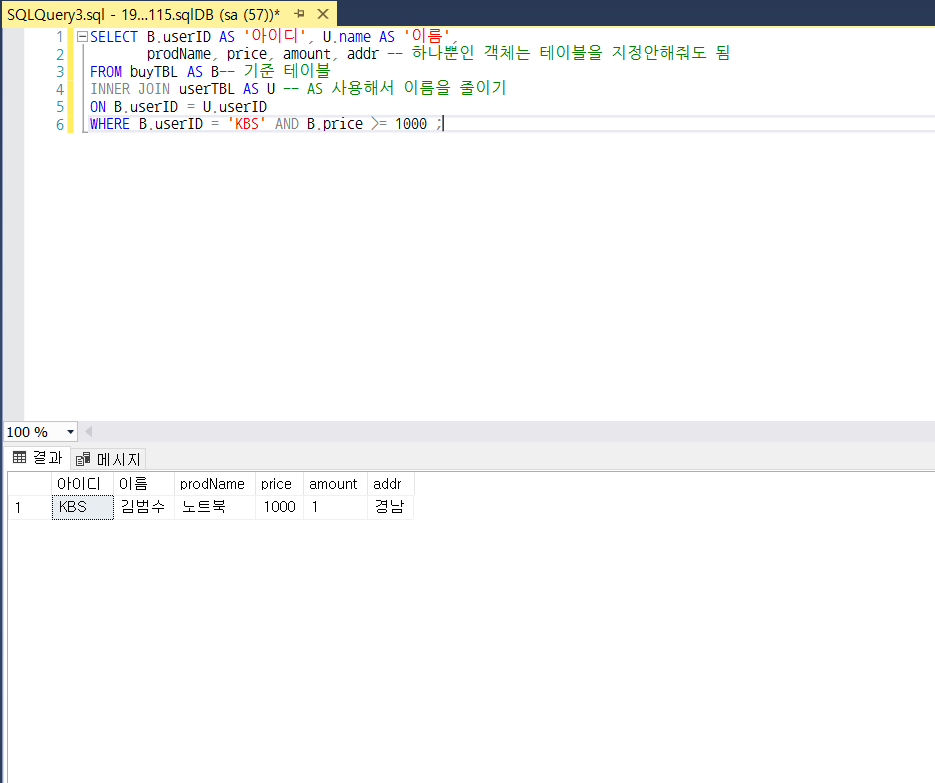 SQLQuery3.sql - 19...115.sqlDB (sa (57))*
1 SELECT B.userID AS '아이디', U.name AS '이름',
2 prodName, price, amount, addr -- 하나뿐인 객체는 테이블을 지정안해줘도 됨
3 FROM buyTBL AS B-- 기준 테이블
4 INNER JOIN userTBL AS U -- AS 사용해서 이름을 줄이기
5 ON B.userID = U.userID
6 WHERE B.userID = 'KBS' AND B.price >= 1000 ;
100 %
결과 메시지
아이디 이름 prodName price amount addr
1 KBS 김범수 노트북 1000 1 경남